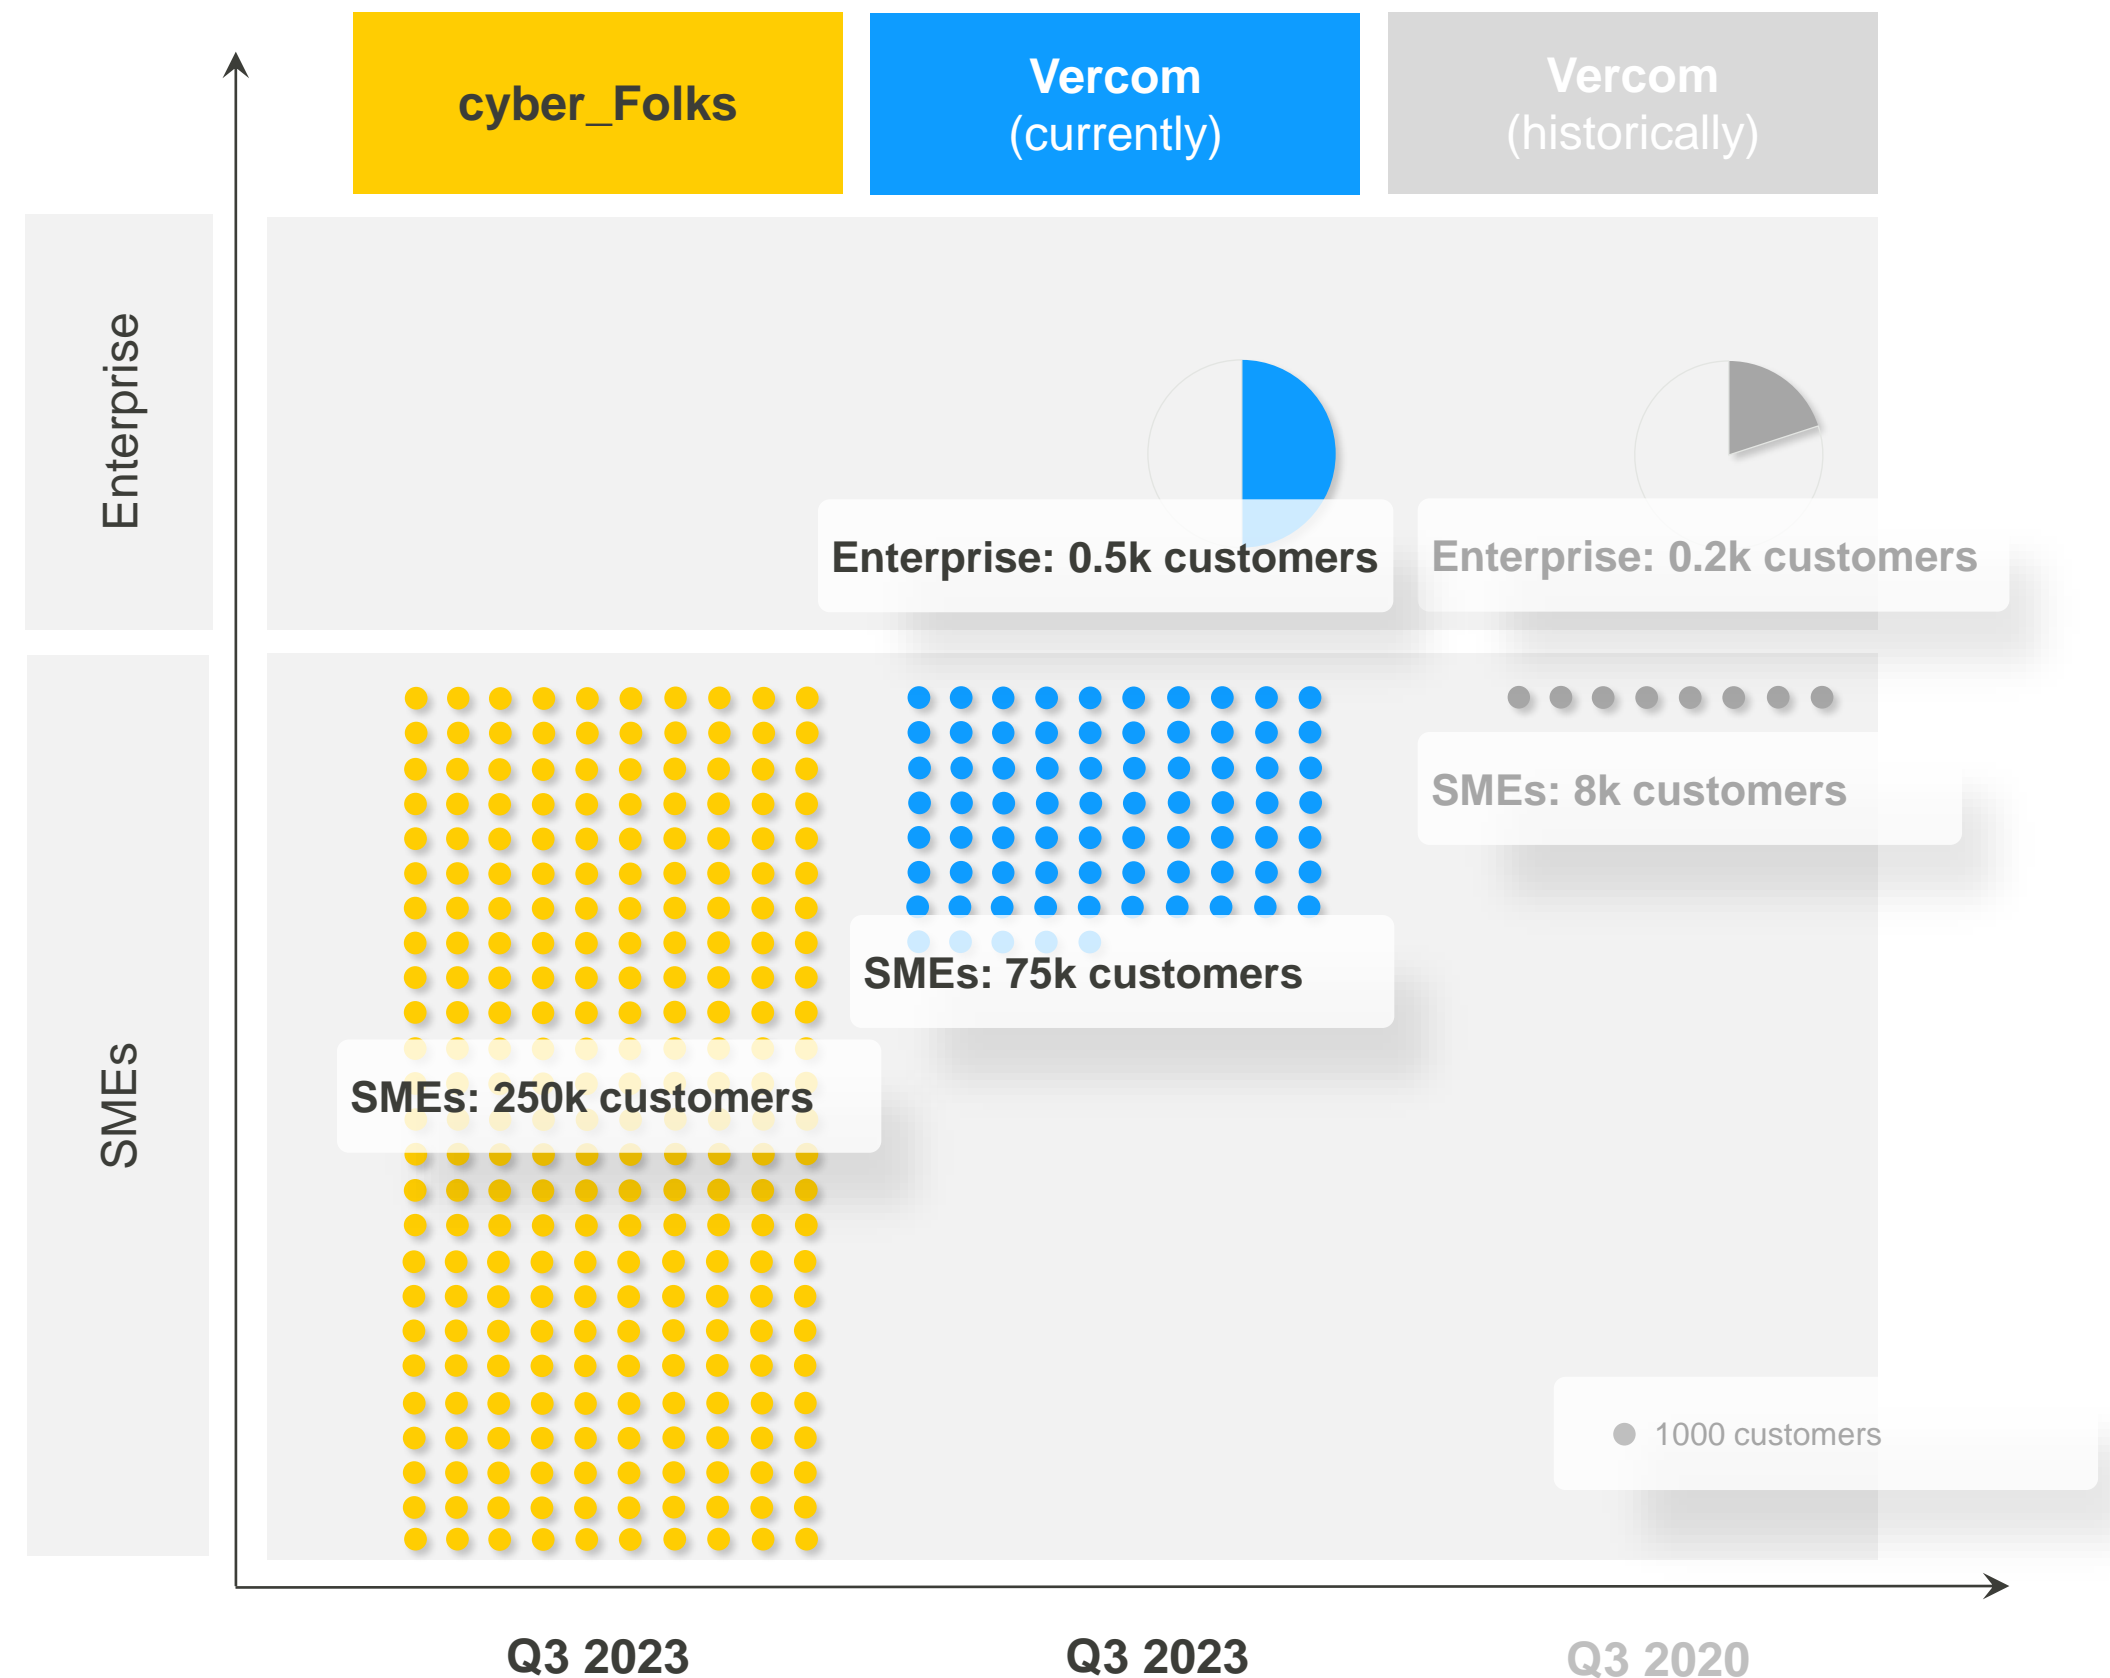 cyber_Folks
Vercom
(currently)
Vercom
(historically)
Enterprise
Enterprise: 0.5k customers
Enterprise: 0.2k customers
SMEs
SMEs: 8k customers
SMEs: 75k customers
SMEs: 250k customers
1000 customers
Q3 2023
Q3 2023
Q3 2020